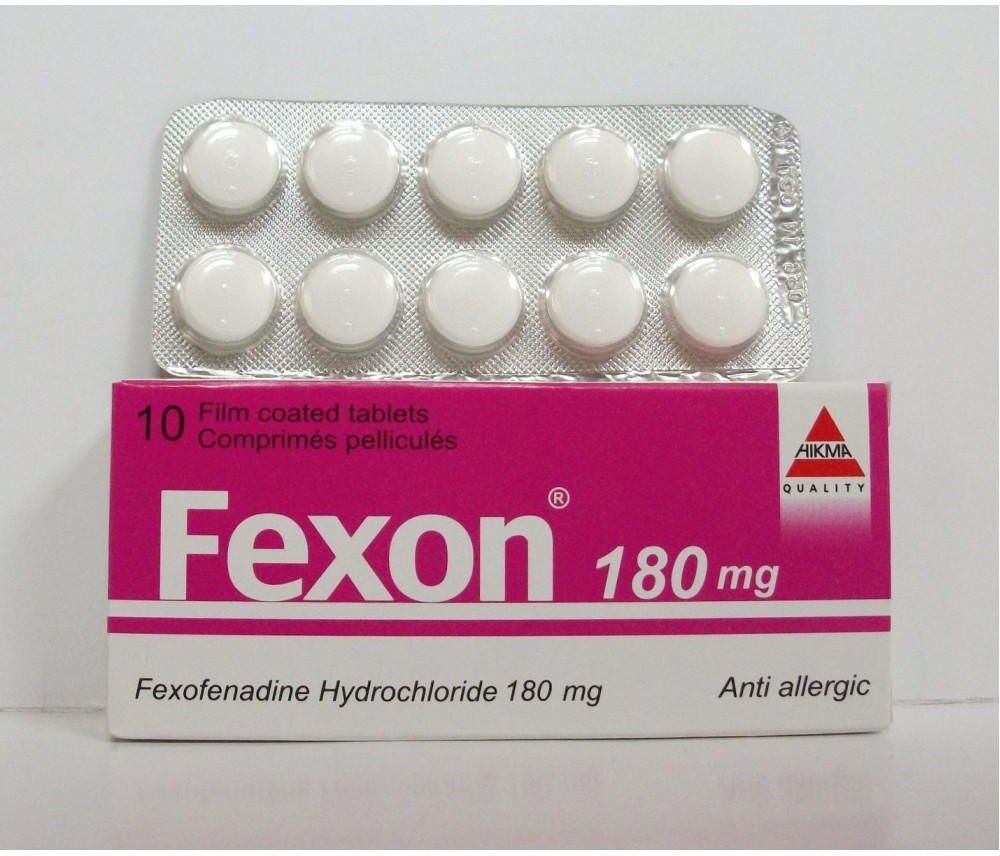 10 Film coated tablets
Comprimés pelliculés
HIKMA
QUALITY
Fexon®
180 mg
Fexofenadine Hydrochloride 180 mg
Anti allergic